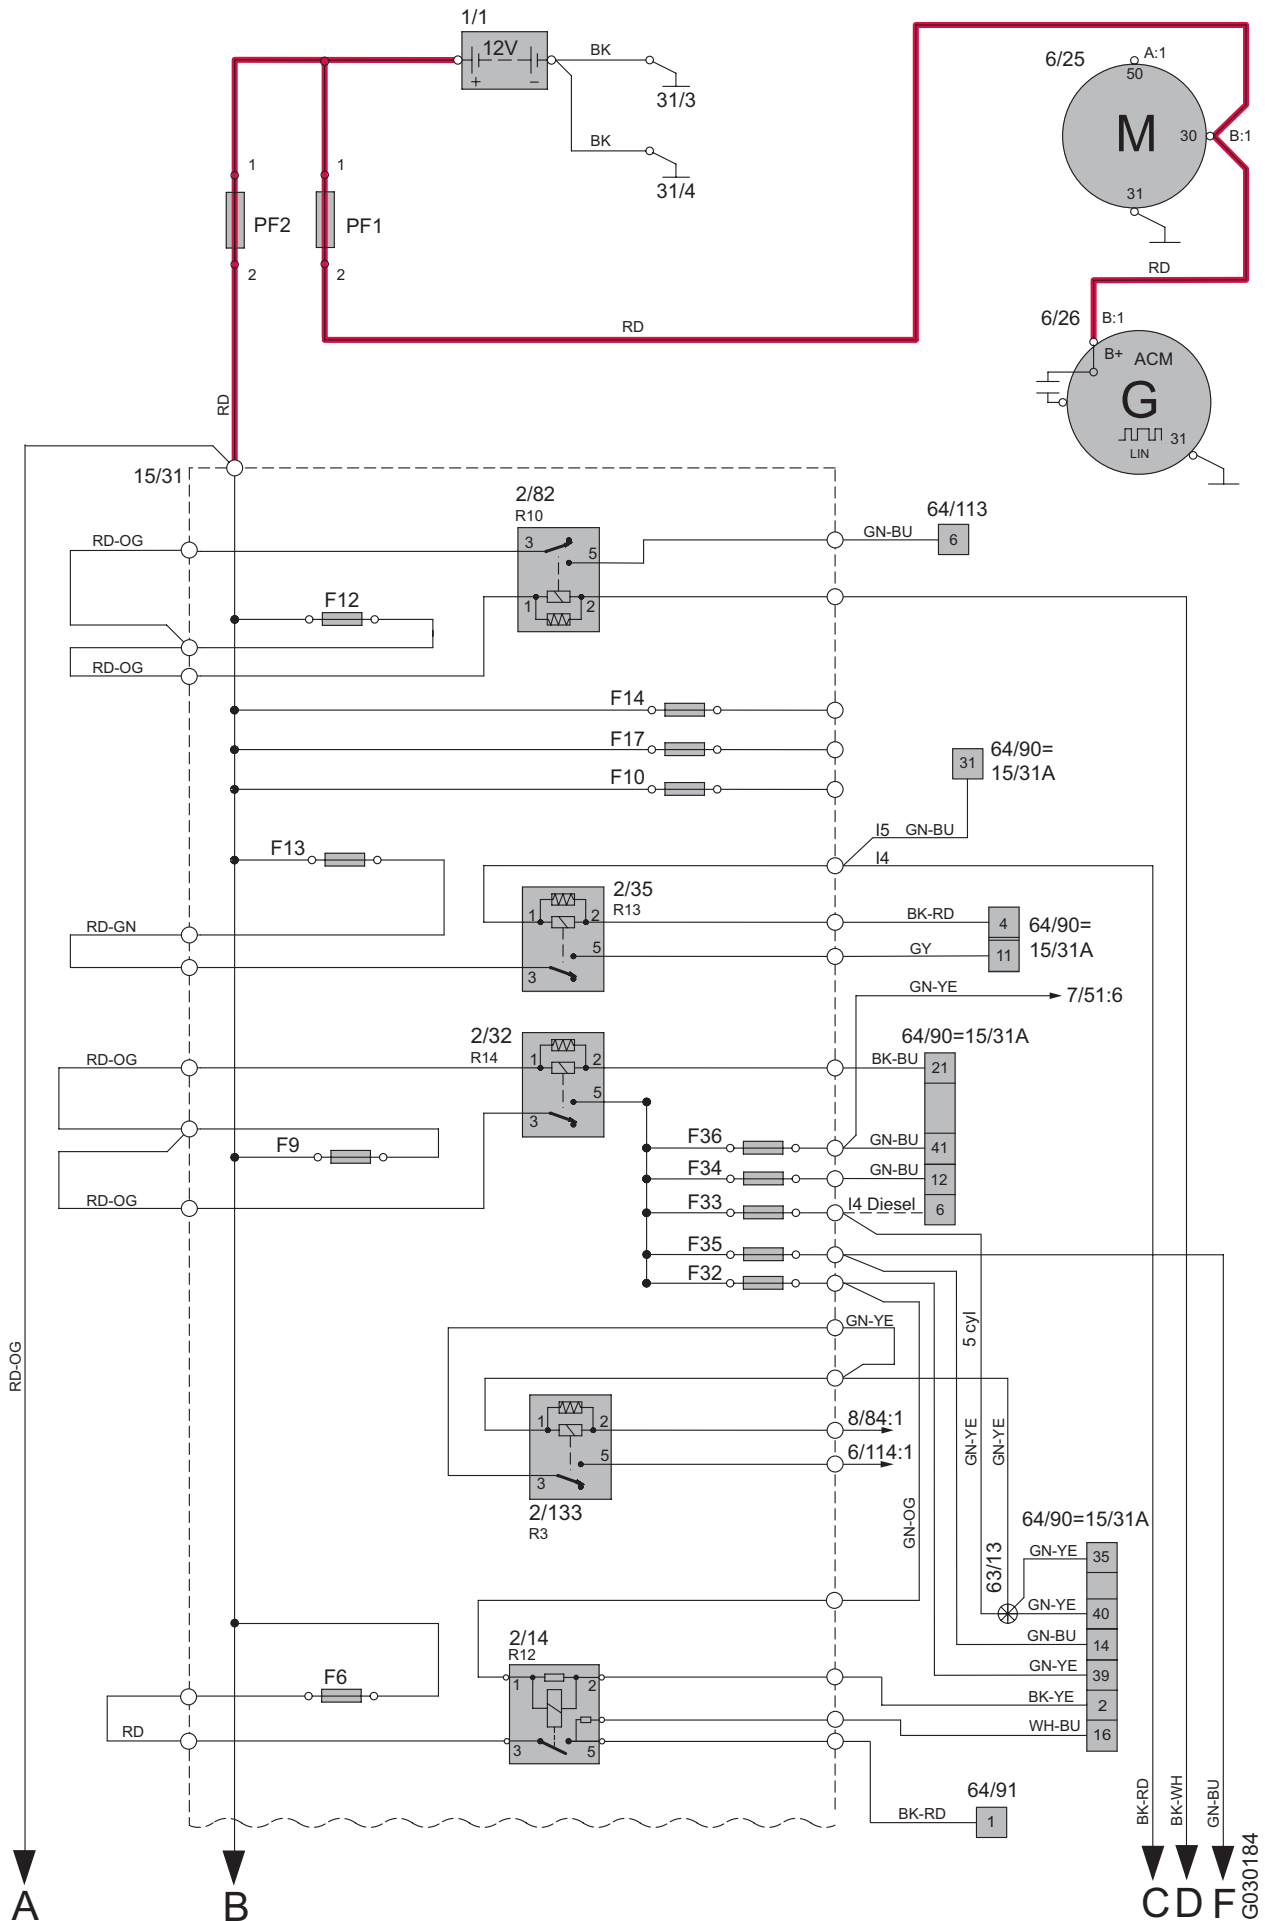 1/1
12V
+ −
BK
31/3
BK
31/4
6/25
A:1
50
M
30
B:1
31
RD
1
PF2
2
1
PF1
2
RD
6/26
B:1
B+
ACM
G
31
LIN
RD
15/31
2/82
R10
3
5
1
2
RD-OG
F12
RD-OG
GN-BU
64/113
6
F14
F17
F10
64/90=
15/31A
31
I5 GN-BU
I4
F13
2/35
R13
1
2
5
3
RD-GN
BK-RD
GY
4
11
64/90=
15/31A
GN-YE
7/51:6
2/32
R14
1
2
5
3
RD-OG
F9
RD-OG
64/90=15/31A
BK-BU
21
F36
GN-BU
41
F34
GN-BU
12
F33
I4 Diesel
6
F35
F32
GN-YE
5 cyl
RD-OG
1
2
5
3
2/133
R3
8/84:1
6/114:1
GN-YE
GN-YE
GN-OG
63/13
64/90=15/31A
GN-YE
35
GN-YE
40
GN-BU
14
GN-YE
39
BK-YE
2
WH-BU
16
2/14
R12
1
2
3
5
F6
RD
64/91
BK-RD
1
BK-RD
BK-WH
GN-BU
A
B
C
D
F
G030184